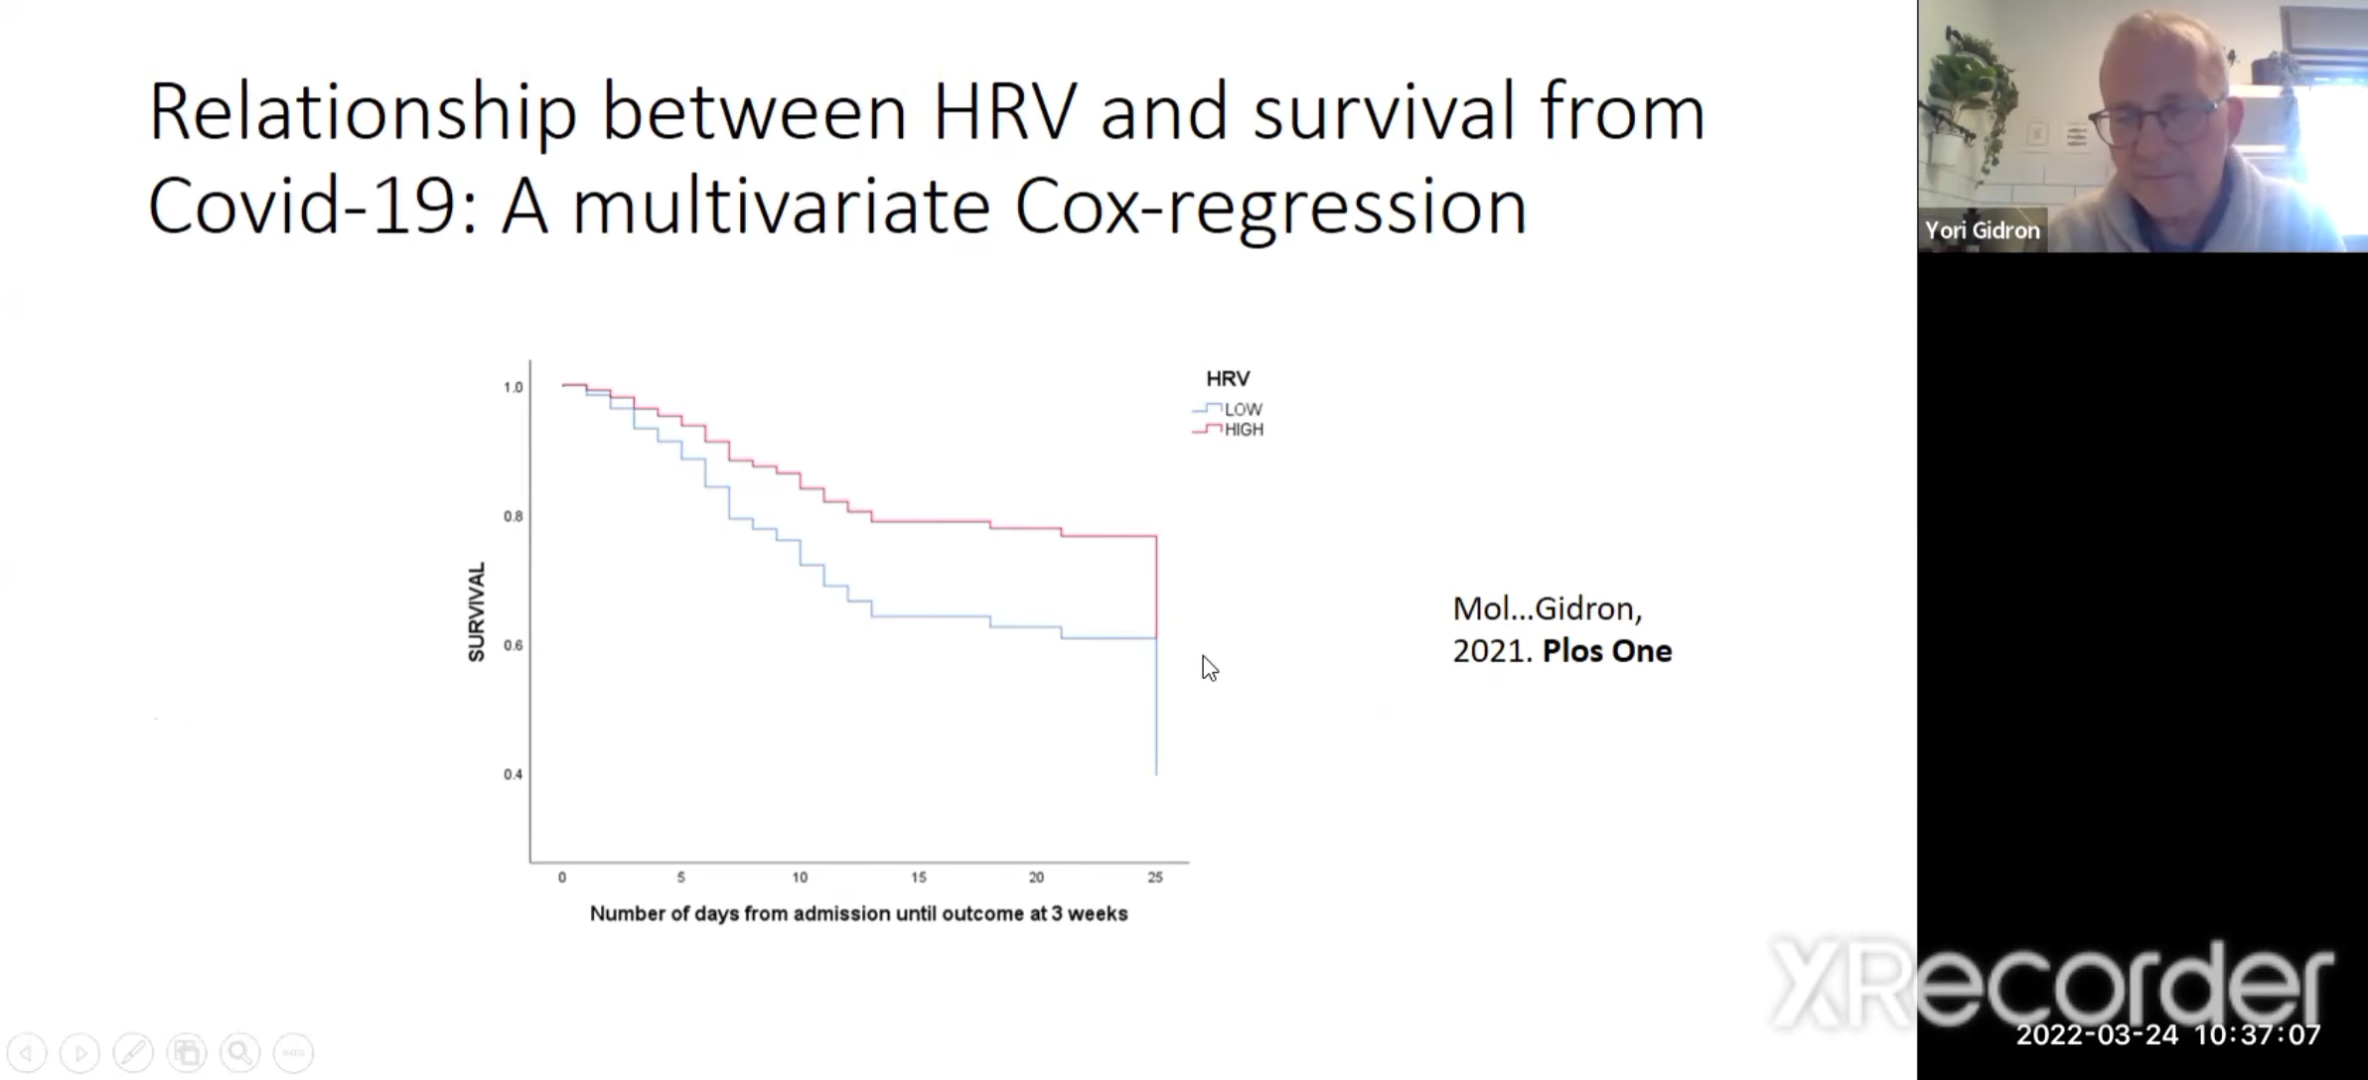 Relationship between HRV and survival from
Covid-19: A multivariate Cox-regression
Yori Gidron
HRV
LOW
HIGH
1.0
0.8
0.6
0.4
SURVIVAL
0 5 10 15 20 25
Number of days from admission until outcome at 3 weeks
Mol...Gidron,
2021. Plos One
XRecorder
2022-03-24 10:37:07